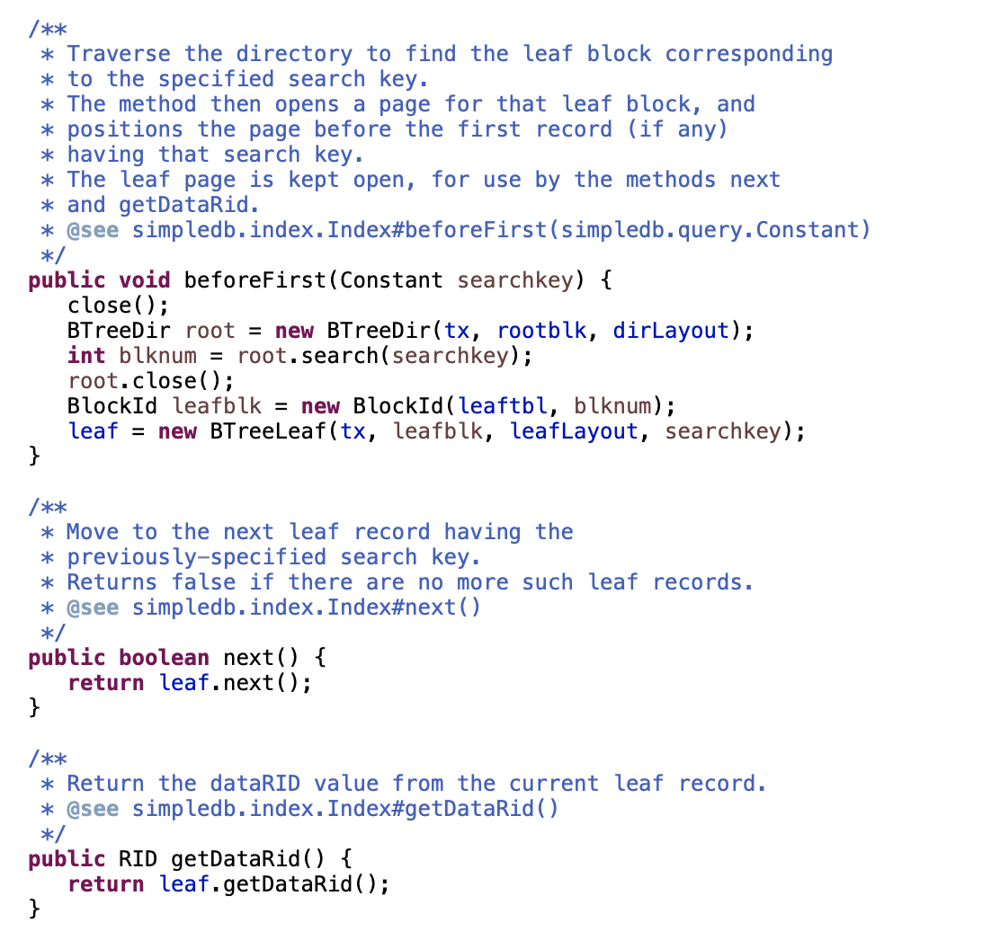 /**
 * Traverse the directory to find the leaf block corresponding
 * to the specified search key.
 * The method then opens a page for that leaf block, and
 * positions the page before the first record (if any)
 * having that search key.
 * The leaf page is kept open, for use by the methods next
 * and getDataRid.
 * @see simpledb.index.Index#beforeFirst(simpledb.query.Constant)
 */
public void beforeFirst(Constant searchkey) {
   close();
   BTreeDir root = new BTreeDir(tx, rootblk, dirLayout);
   int blknum = root.search(searchkey);
   root.close();
   BlockId leafblk = new BlockId(leaftbl, blknum);
   leaf = new BTreeLeaf(tx, leafblk, leafLayout, searchkey);
}

/**
 * Move to the next leaf record having the
 * previously-specified search key.
 * Returns false if there are no more such leaf records.
 * @see simpledb.index.Index#next()
 */
public boolean next() {
   return leaf.next();
}

/**
 * Return the dataRID value from the current leaf record.
 * @see simpledb.index.Index#getDataRid()
 */
public RID getDataRid() {
   return leaf.getDataRid();
}